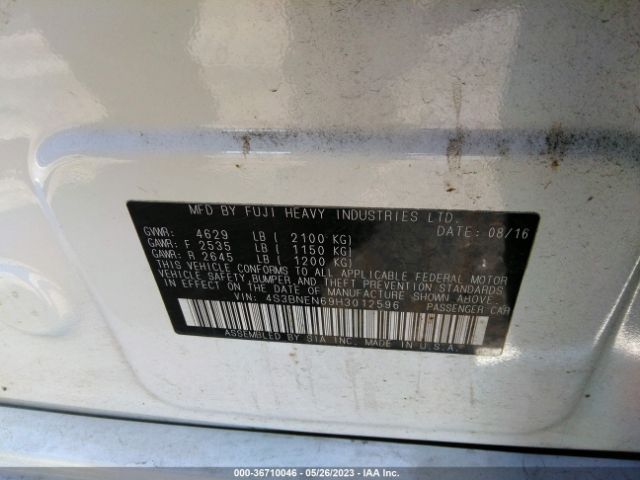 MFD BY FUJI HEAVY INDUSTRIES LTD.
GVWR: 4629 LB ( 2100 KG) DATE: 08/16
GAWR: F 2535 LB ( 1150 KG)
GAWR: R 2645 LB ( 1200 KG)
THIS VEHICLE CONFORMS TO ALL APPLICABLE FEDERAL MOTOR
VEHICLE SAFETY, BUMPER, AND THEFT PREVENTION STANDARDS
IN EFFECT ON THE DATE OF MANUFACTURE SHOWN ABOVE.
VIN: 4S3BNEN69H3012596 PASSENGER CAR
ASSEMBLED BY SIA INC. MADE IN U.S.A.
000-36710046 - 05/26/2023 - IAA Inc.